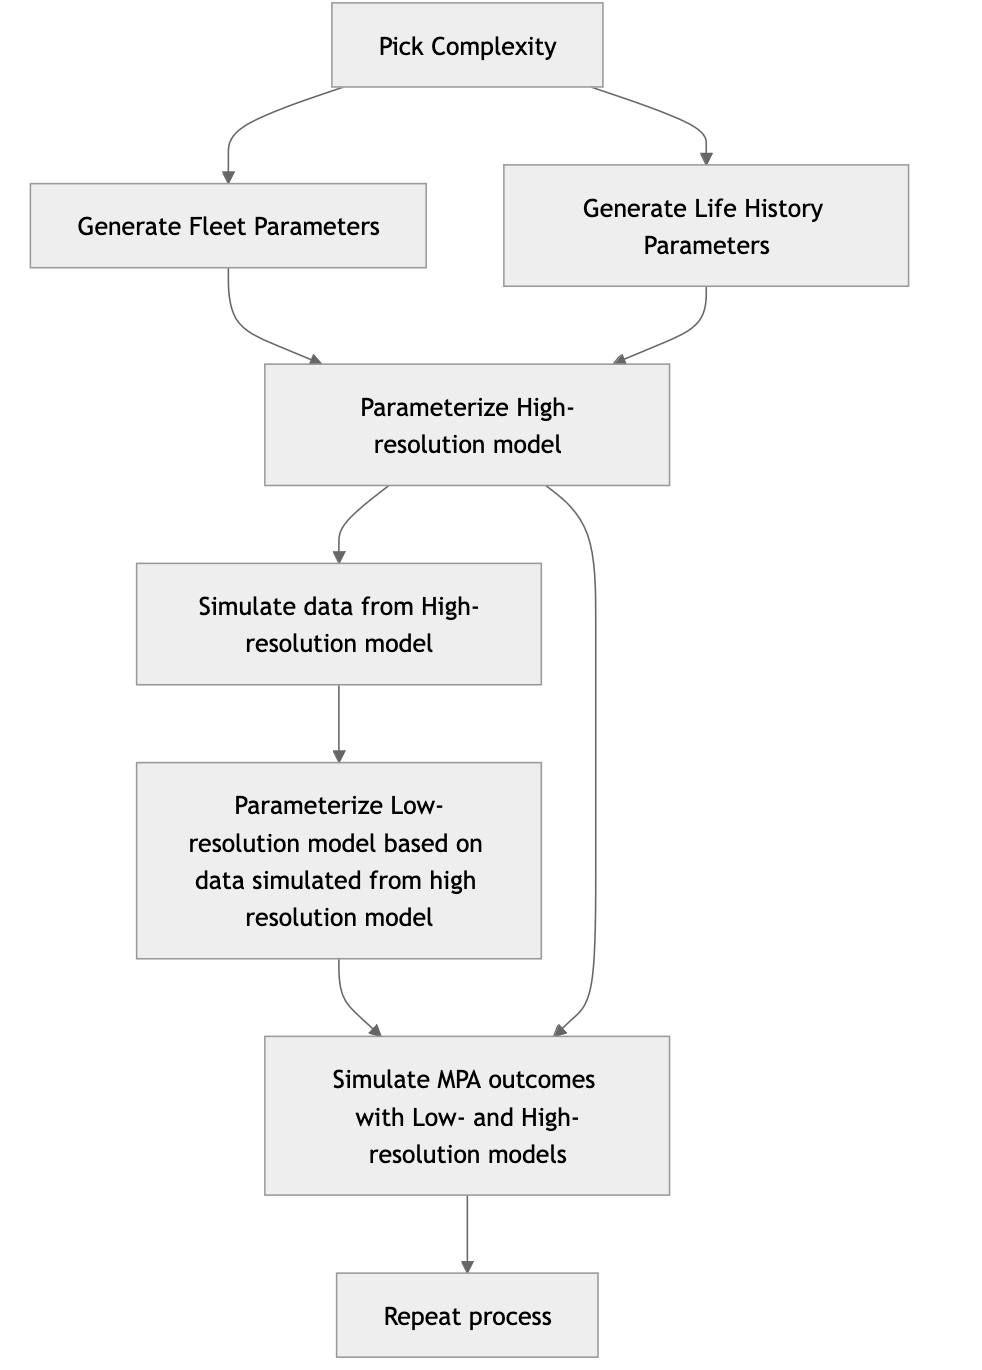 Pick Complexity
Generate Fleet Parameters
Generate Life History
Parameters
Parameterize High-
resolution model
Simulate data from High-
resolution model
Parameterize Low-
resolution model based on
data simulated from high
resolution model
Simulate MPA outcomes
with Low- and High-
resolution models
Repeat process